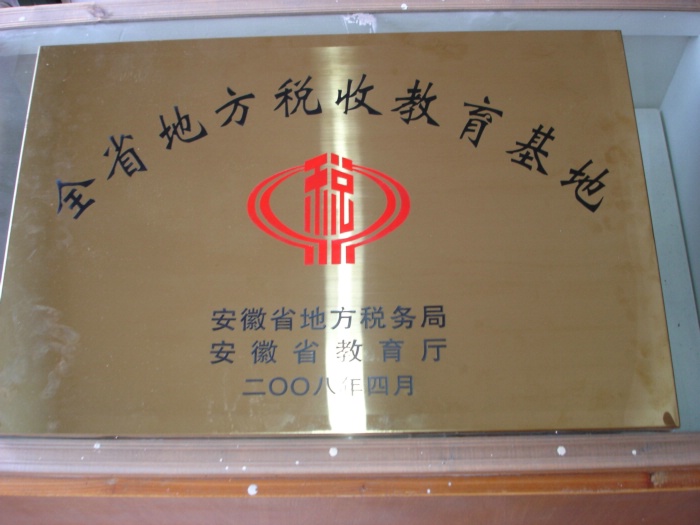 全省地方税收教育基地
税
安徽省地方税务局
安徽省教育厅
二〇〇八年四月